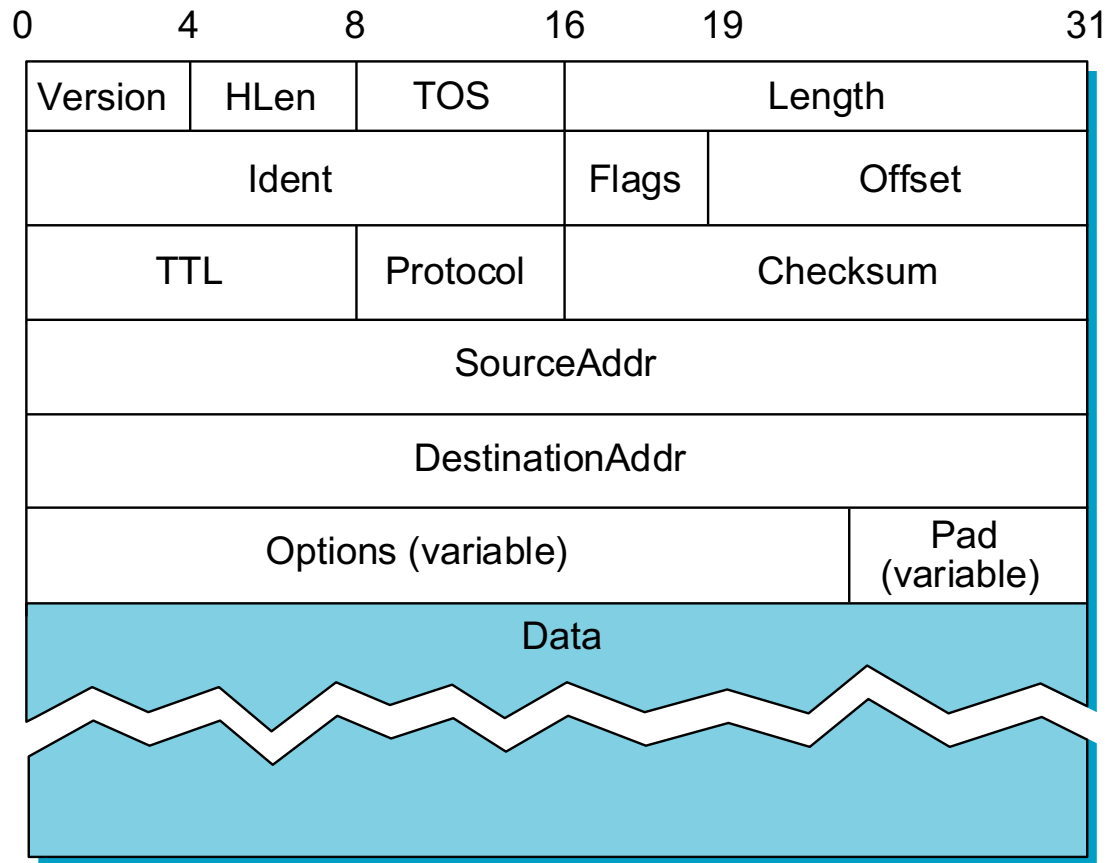 0 4 8 16 19 31
Version HLen TOS Length
Ident Flags Offset
TTL Protocol Checksum
SourceAddr
DestinationAddr
Options (variable) Pad
(variable)
Data